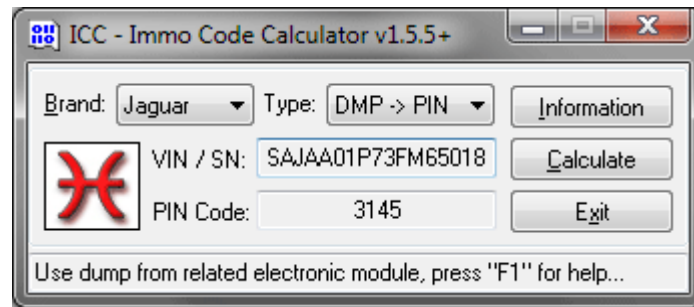 ICC - Immo Code Calculator v1.5.5+
Brand: Jaguar Type: DMP -> PIN Information
VIN / SN: SAJAA01P73FM65018 Calculate
PIN Code: 3145 Exit
Use dump from related electronic module, press "F1" for help...